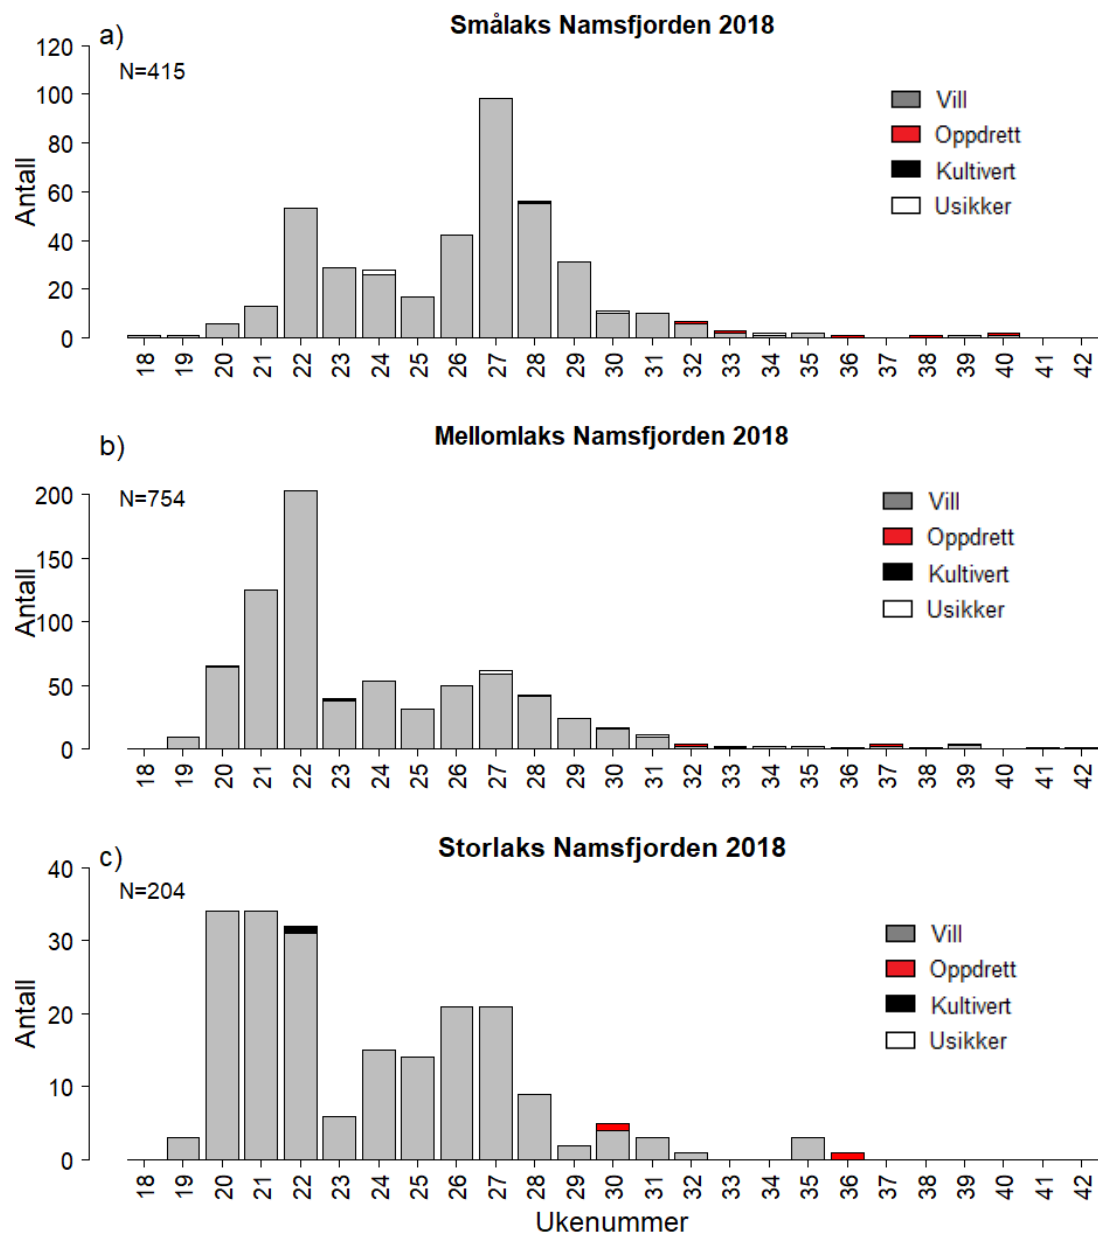 a)
Smålaks Namsfjorden 2018
N=415
Antall
120
100
80
60
40
20
0
Vill
Oppdrett
Kultivert
Usikker
18 19 20 21 22 23 24 25 26 27 28 29 30 31 32 33 34 35 36 37 38 39 40 41 42
b)
Mellomlaks Namsfjorden 2018
N=754
Antall
200
150
100
50
0
Vill
Oppdrett
Kultivert
Usikker
18 19 20 21 22 23 24 25 26 27 28 29 30 31 32 33 34 35 36 37 38 39 40 41 42
c)
Storlaks Namsfjorden 2018
N=204
Antall
40
30
20
10
0
Vill
Oppdrett
Kultivert
Usikker
18 19 20 21 22 23 24 25 26 27 28 29 30 31 32 33 34 35 36 37 38 39 40 41 42
Ukenummer